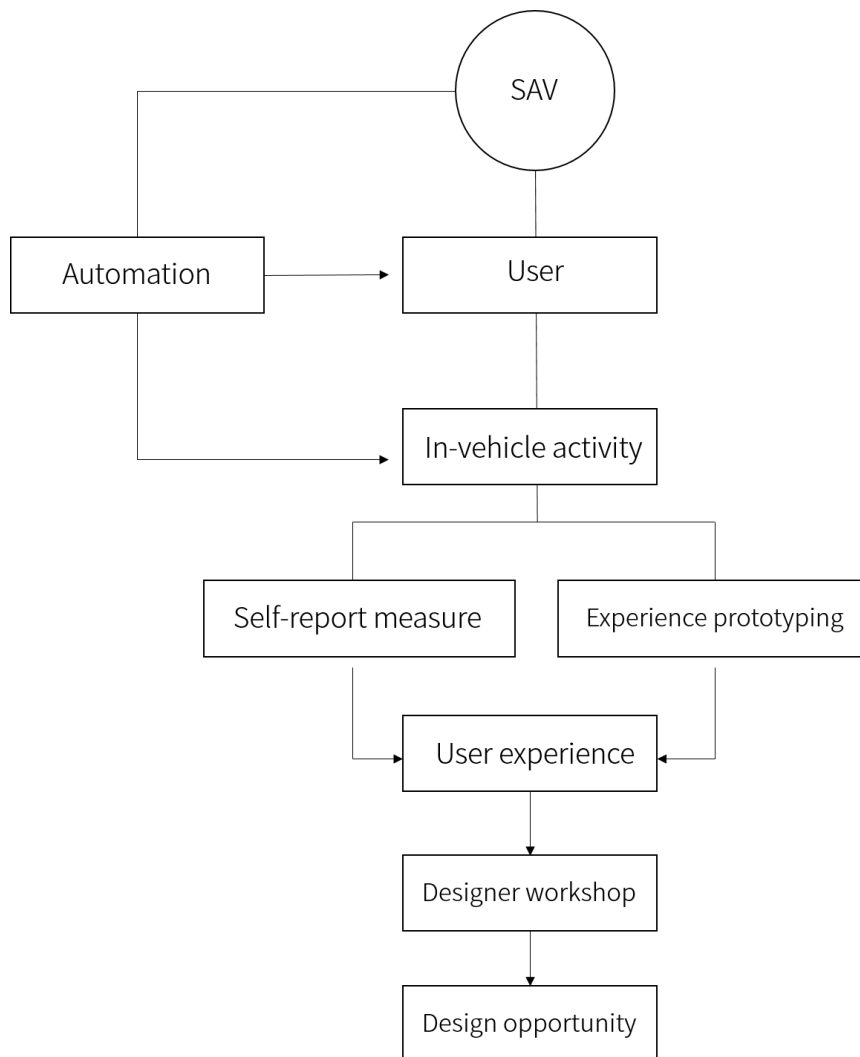 SAV
Automation
User
In-vehicle activity
Self-report measure
Experience prototyping
User experience
Designer workshop
Design opportunity